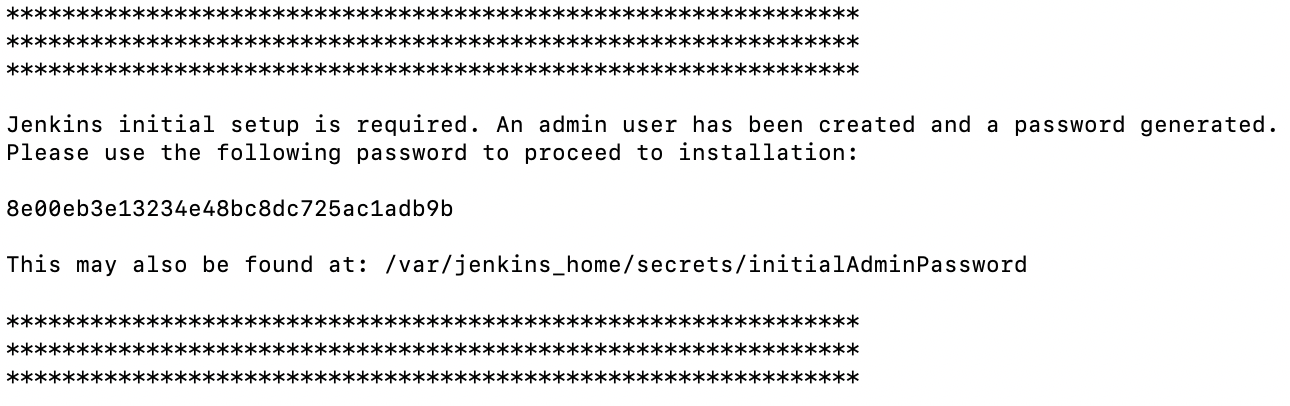 *************************************************************
*************************************************************
*************************************************************
Jenkins initial setup is required. An admin user has been created and a password generated.
Please use the following password to proceed to installation:
8e00eb3e13234e48bc8dc725ac1adb9b
This may also be found at: /var/jenkins_home/secrets/initialAdminPassword
*************************************************************
*************************************************************
*************************************************************